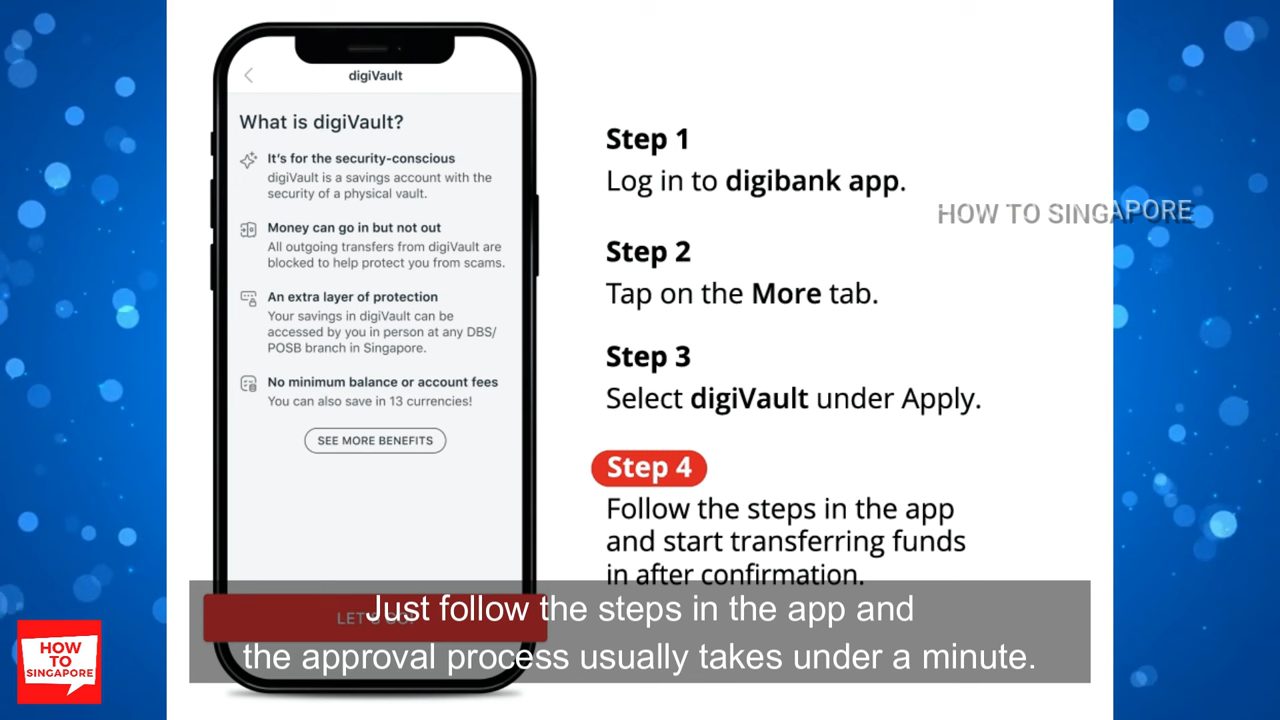 digiVault
What is digiVault?
It's for the security-conscious
digiVault is a savings account with the
security of a physical vault.
Money can go in but not out
All outgoing transfers from digiVault are
blocked to help protect you from scams.
An extra layer of protection
Your savings in digiVault can be
accessed by you in person at any DBS/
POSB branch in Singapore.
No minimum balance or account fees
You can also save in 13 currencies!
SEE MORE BENEFITS
LET'S GO!
Step 1
Log in to digibank app.
Step 2
Tap on the More tab.
Step 3
Select digiVault under Apply.
Step 4
Follow the steps in the app
and start transferring funds
in after confirmation.
HOW TO SINGAPORE
Just follow the steps in the app and
the approval process usually takes under a minute.
HOW
TO
SINGAPORE